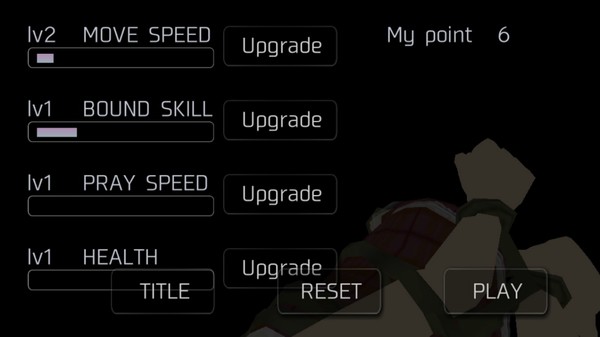 lv2 MOVE SPEED Upgrade My point 6
lv1 BOUND SKILL Upgrade
lv1 PRAY SPEED Upgrade
lv1 HEALTH Upgrade
TITLE RESET PLAY